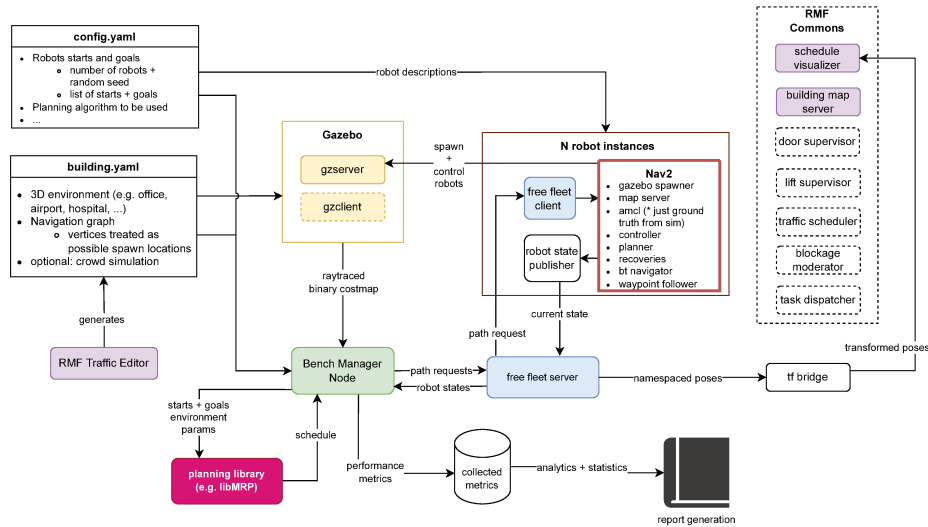 config.yaml
• Robots starts and goals
∘ number of robots +
random seed
∘ list of starts + goals
• Planning algorithm to be used
• ...
building.yaml
• 3D environment (e.g. office,
airport, hospital, ...)
• Navigation graph
∘ vertices treated as
possible spawn locations
• optional: crowd simulation
generates
RMF Traffic Editor
robot descriptions
Gazebo
gzserver
gzclient
spawn
+
control
robots
raytraced
binary costmap
N robot instances
free fleet
client
robot state
publisher
Nav2
• gazebo spawner
• map server
• amcl (* just ground
truth from sim)
• controller
• planner
• recoveries
• bt navigator
• waypoint follower
current state
path request
RMF
Commons
schedule
visualizer
building map
server
door supervisor
lift supervisor
traffic scheduler
blockage
moderator
task dispatcher
transformed poses
Bench Manager
Node
path requests
robot states
free fleet server
namespaced poses
tf bridge
starts + goals
environment
params
schedule
planning library
(e.g. libMRP)
performance
metrics
collected
metrics
analytics + statistics
report generation